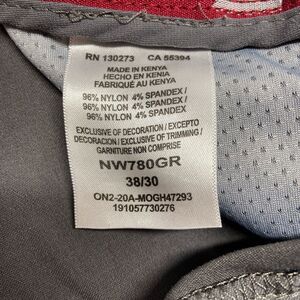 RN 130273 CA 55394
MADE IN KENYA
HECHO EN KENIA
FABRIQUÉ AU KENYA
96% NYLON 4% SPANDEX /
96% NYLON 4% SPANDEX /
96% NYLON 4% SPANDEX
EXCLUSIVE OF DECORATION / EXCEPTO
DECORACION / EXCLUSIVE OF TRIMMING /
GARNITURE NON COMPRISE
NW780GR
38/30
ON2-20A-MOGH47293
191057730276